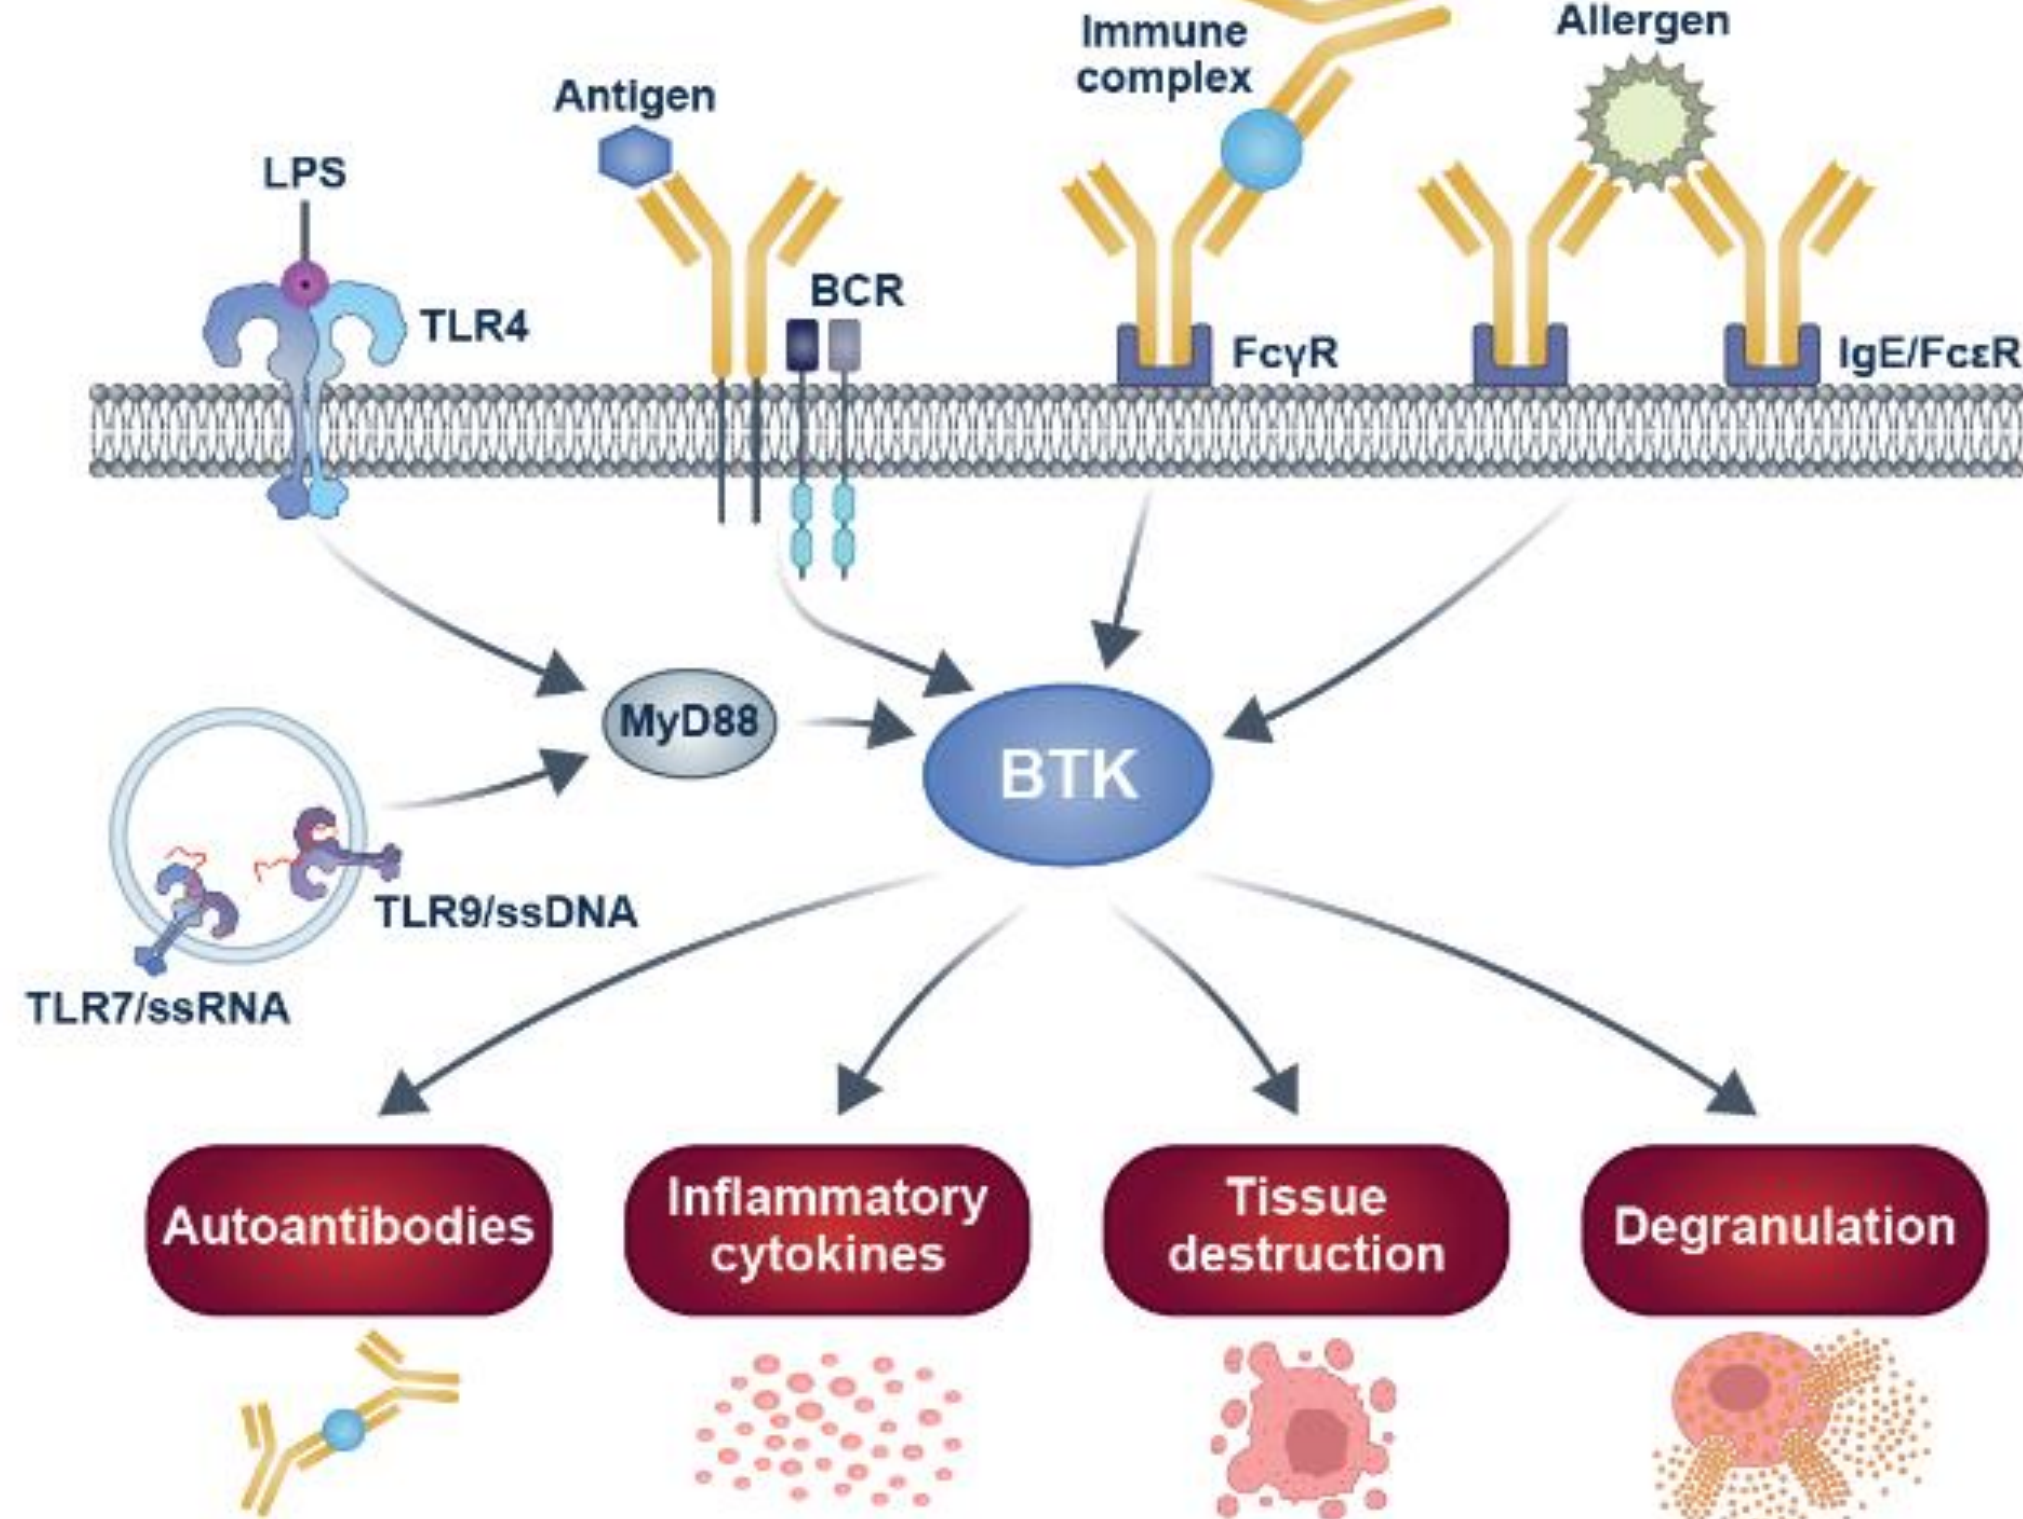 Immune
complex
Allergen
Antigen
LPS
BCR
TLR4
FcγR
IgE/FcεR
MyD88
BTK
TLR9/ssDNA
TLR7/ssRNA
Autoantibodies
Inflammatory
cytokines
Tissue
destruction
Degranulation